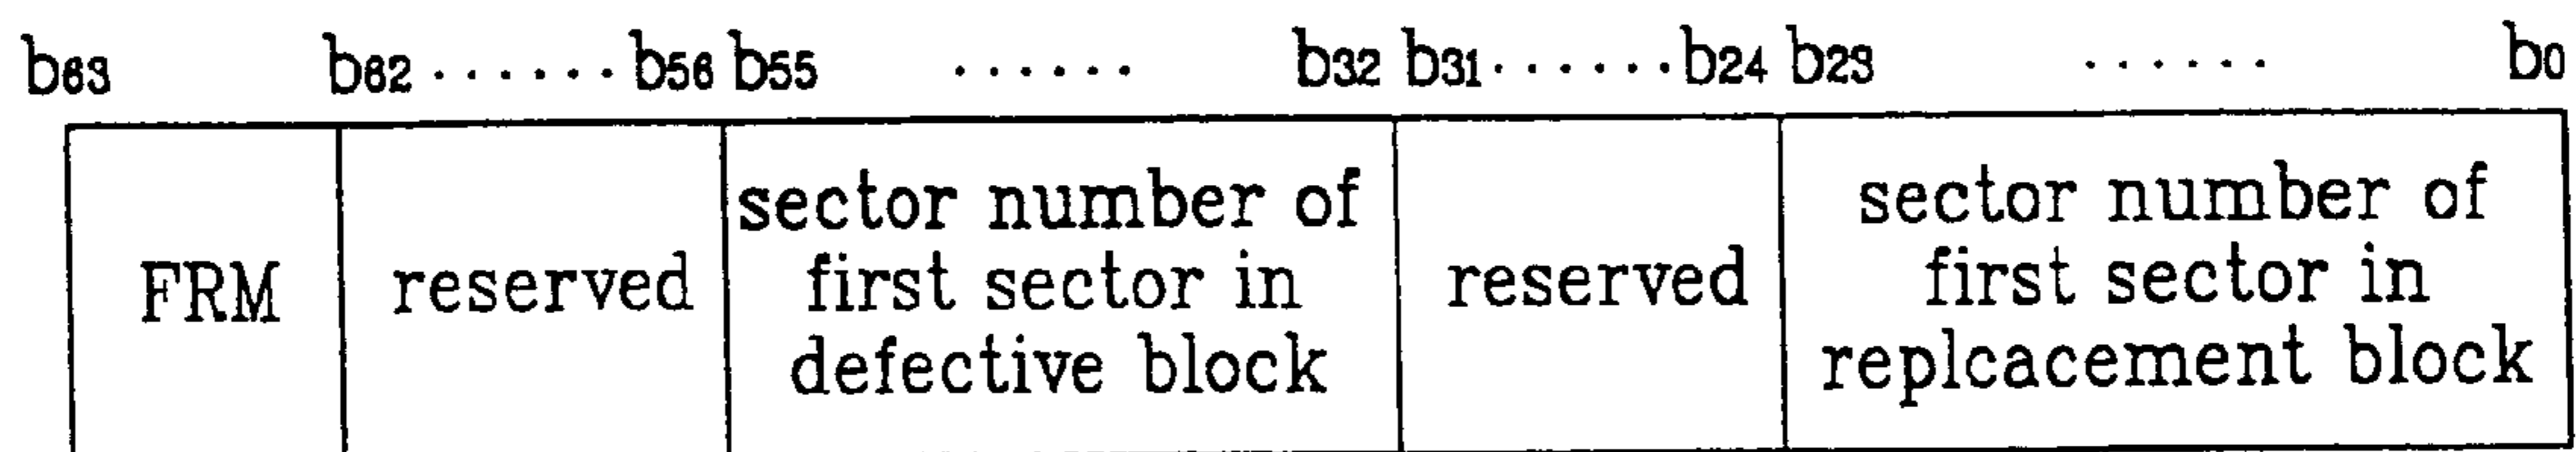 b63 b62 ...... b56 b55 ...... b32 b31 ...... b24 b23 ...... b0
FRM
reserved
sector number of
first sector in
defective block
reserved
sector number of
first sector in
replcacement block